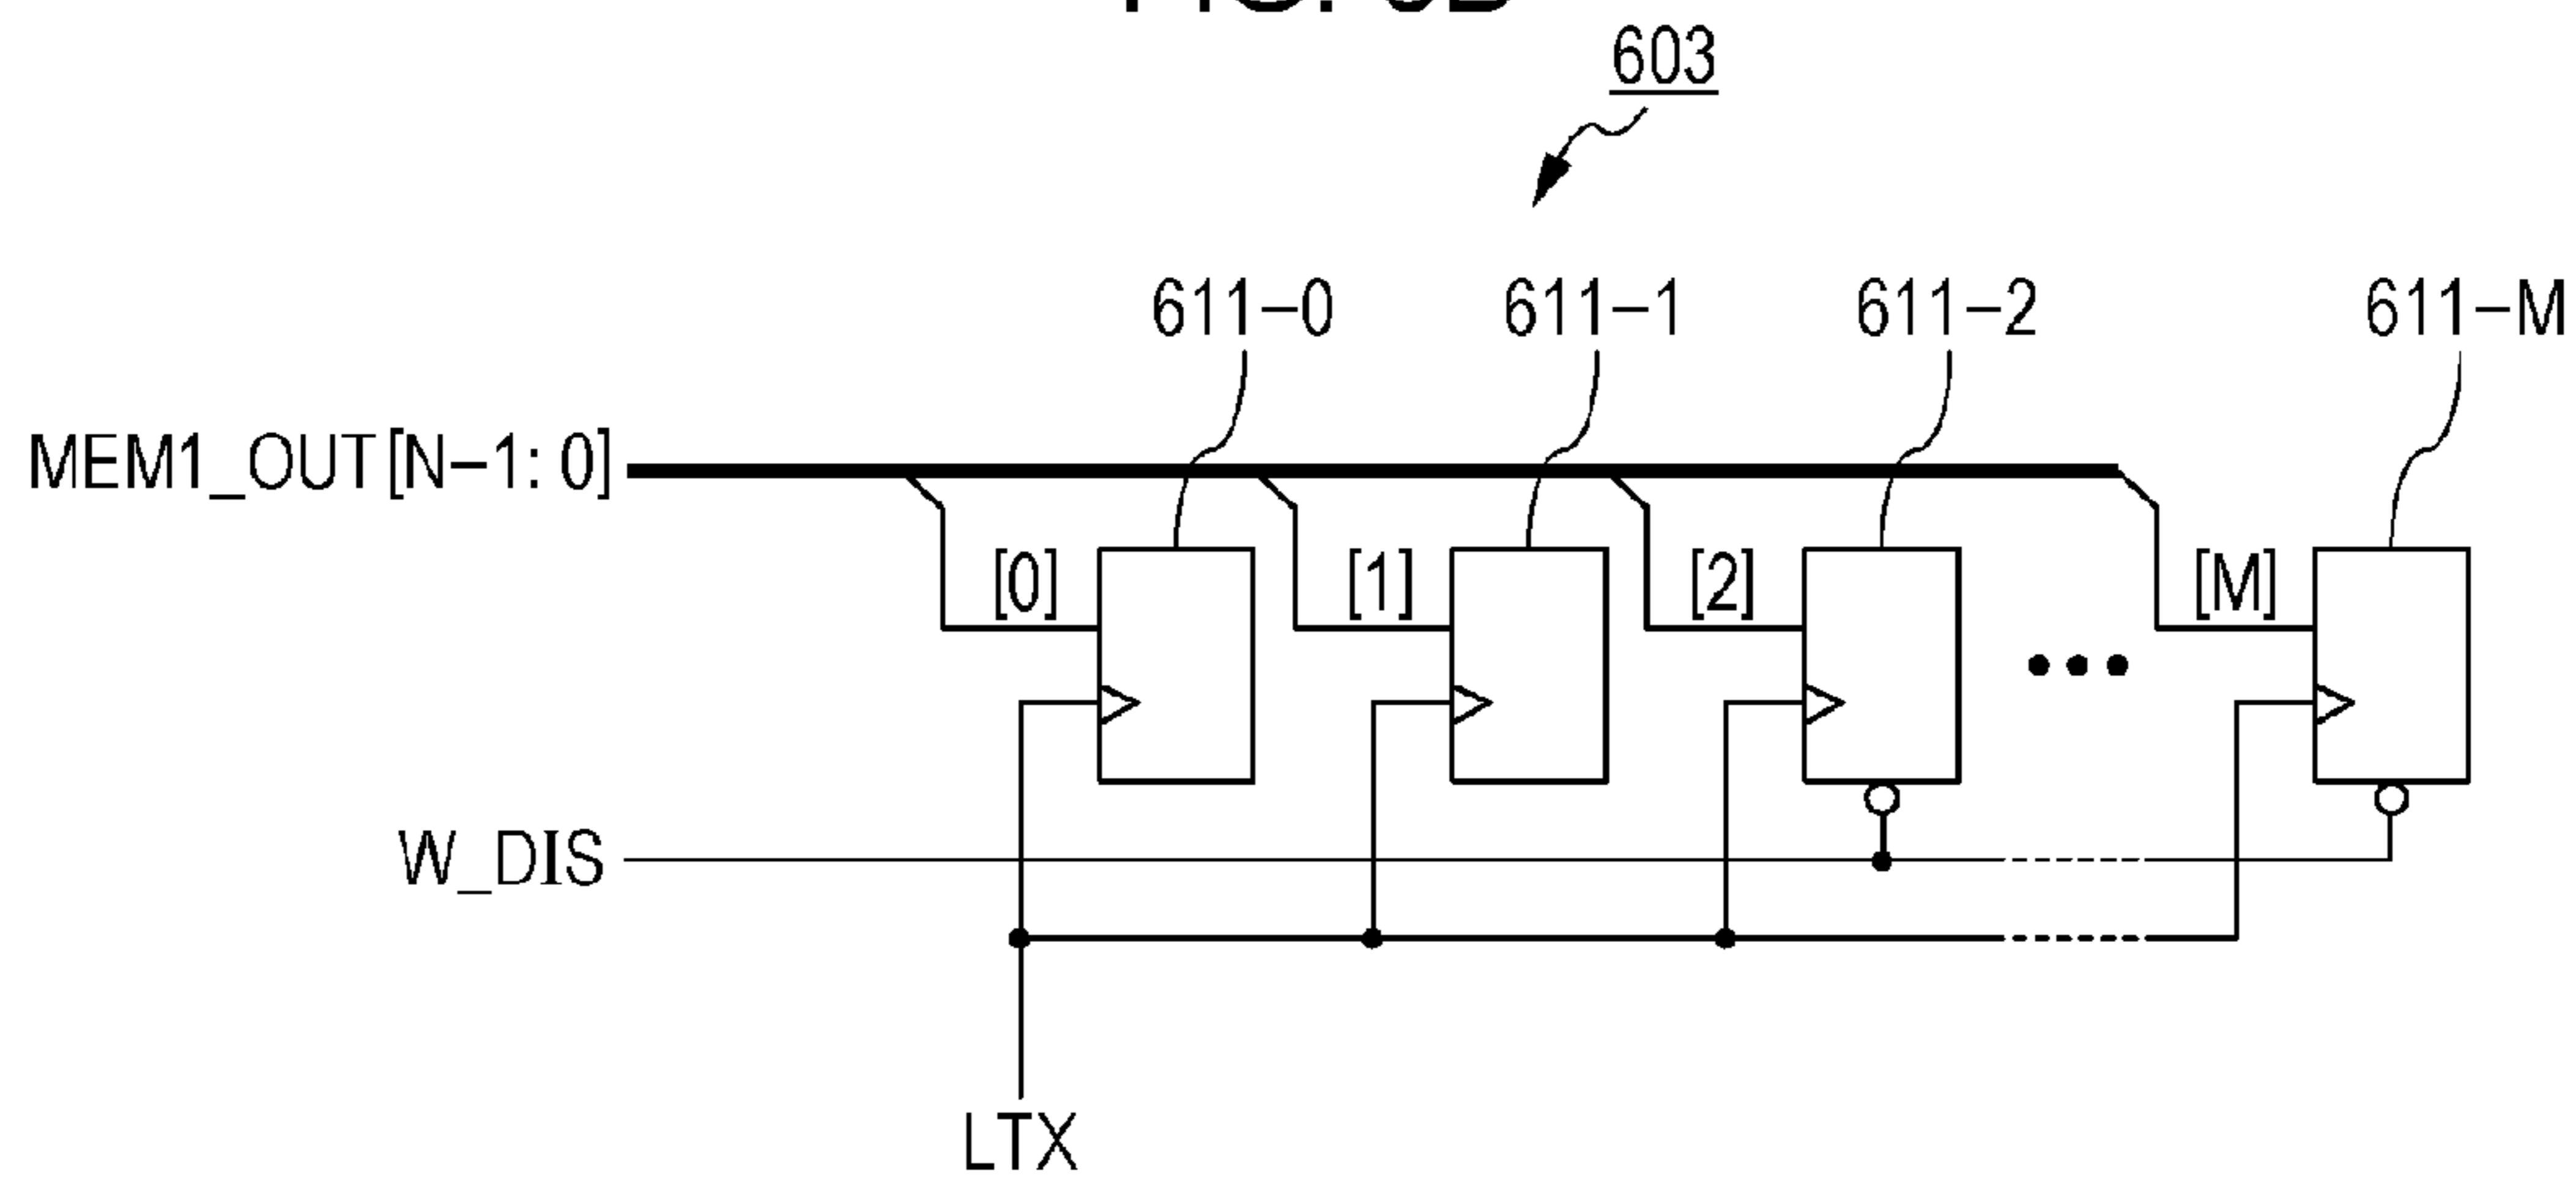 603
611-0
611-1
611-2
611-M
MEM1_OUT[N-1:0]
[0]
[1]
[2]
[M]
W_DIS
LTX